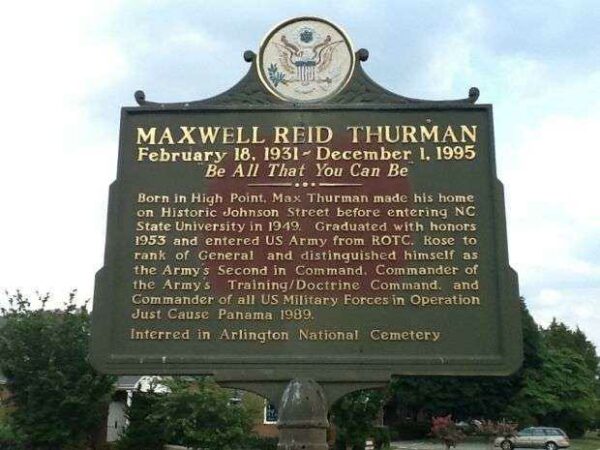 MAXWELL REID THURMAN
February 18, 1931 ~ December 1, 1995
"Be All That You Can Be"
Born in High Point, Max Thurman made his home
on Historic Johnson Street before entering NC
State University in 1949. Graduated with honors
1953 and entered US Army from ROTC. Rose to
rank of General and distinguished himself as
the Army's Second in Command, Commander of
the Army's Training/Doctrine Command, and
Commander of all US Military Forces in Operation
Just Cause Panama 1989.
Interred in Arlington National Cemetery